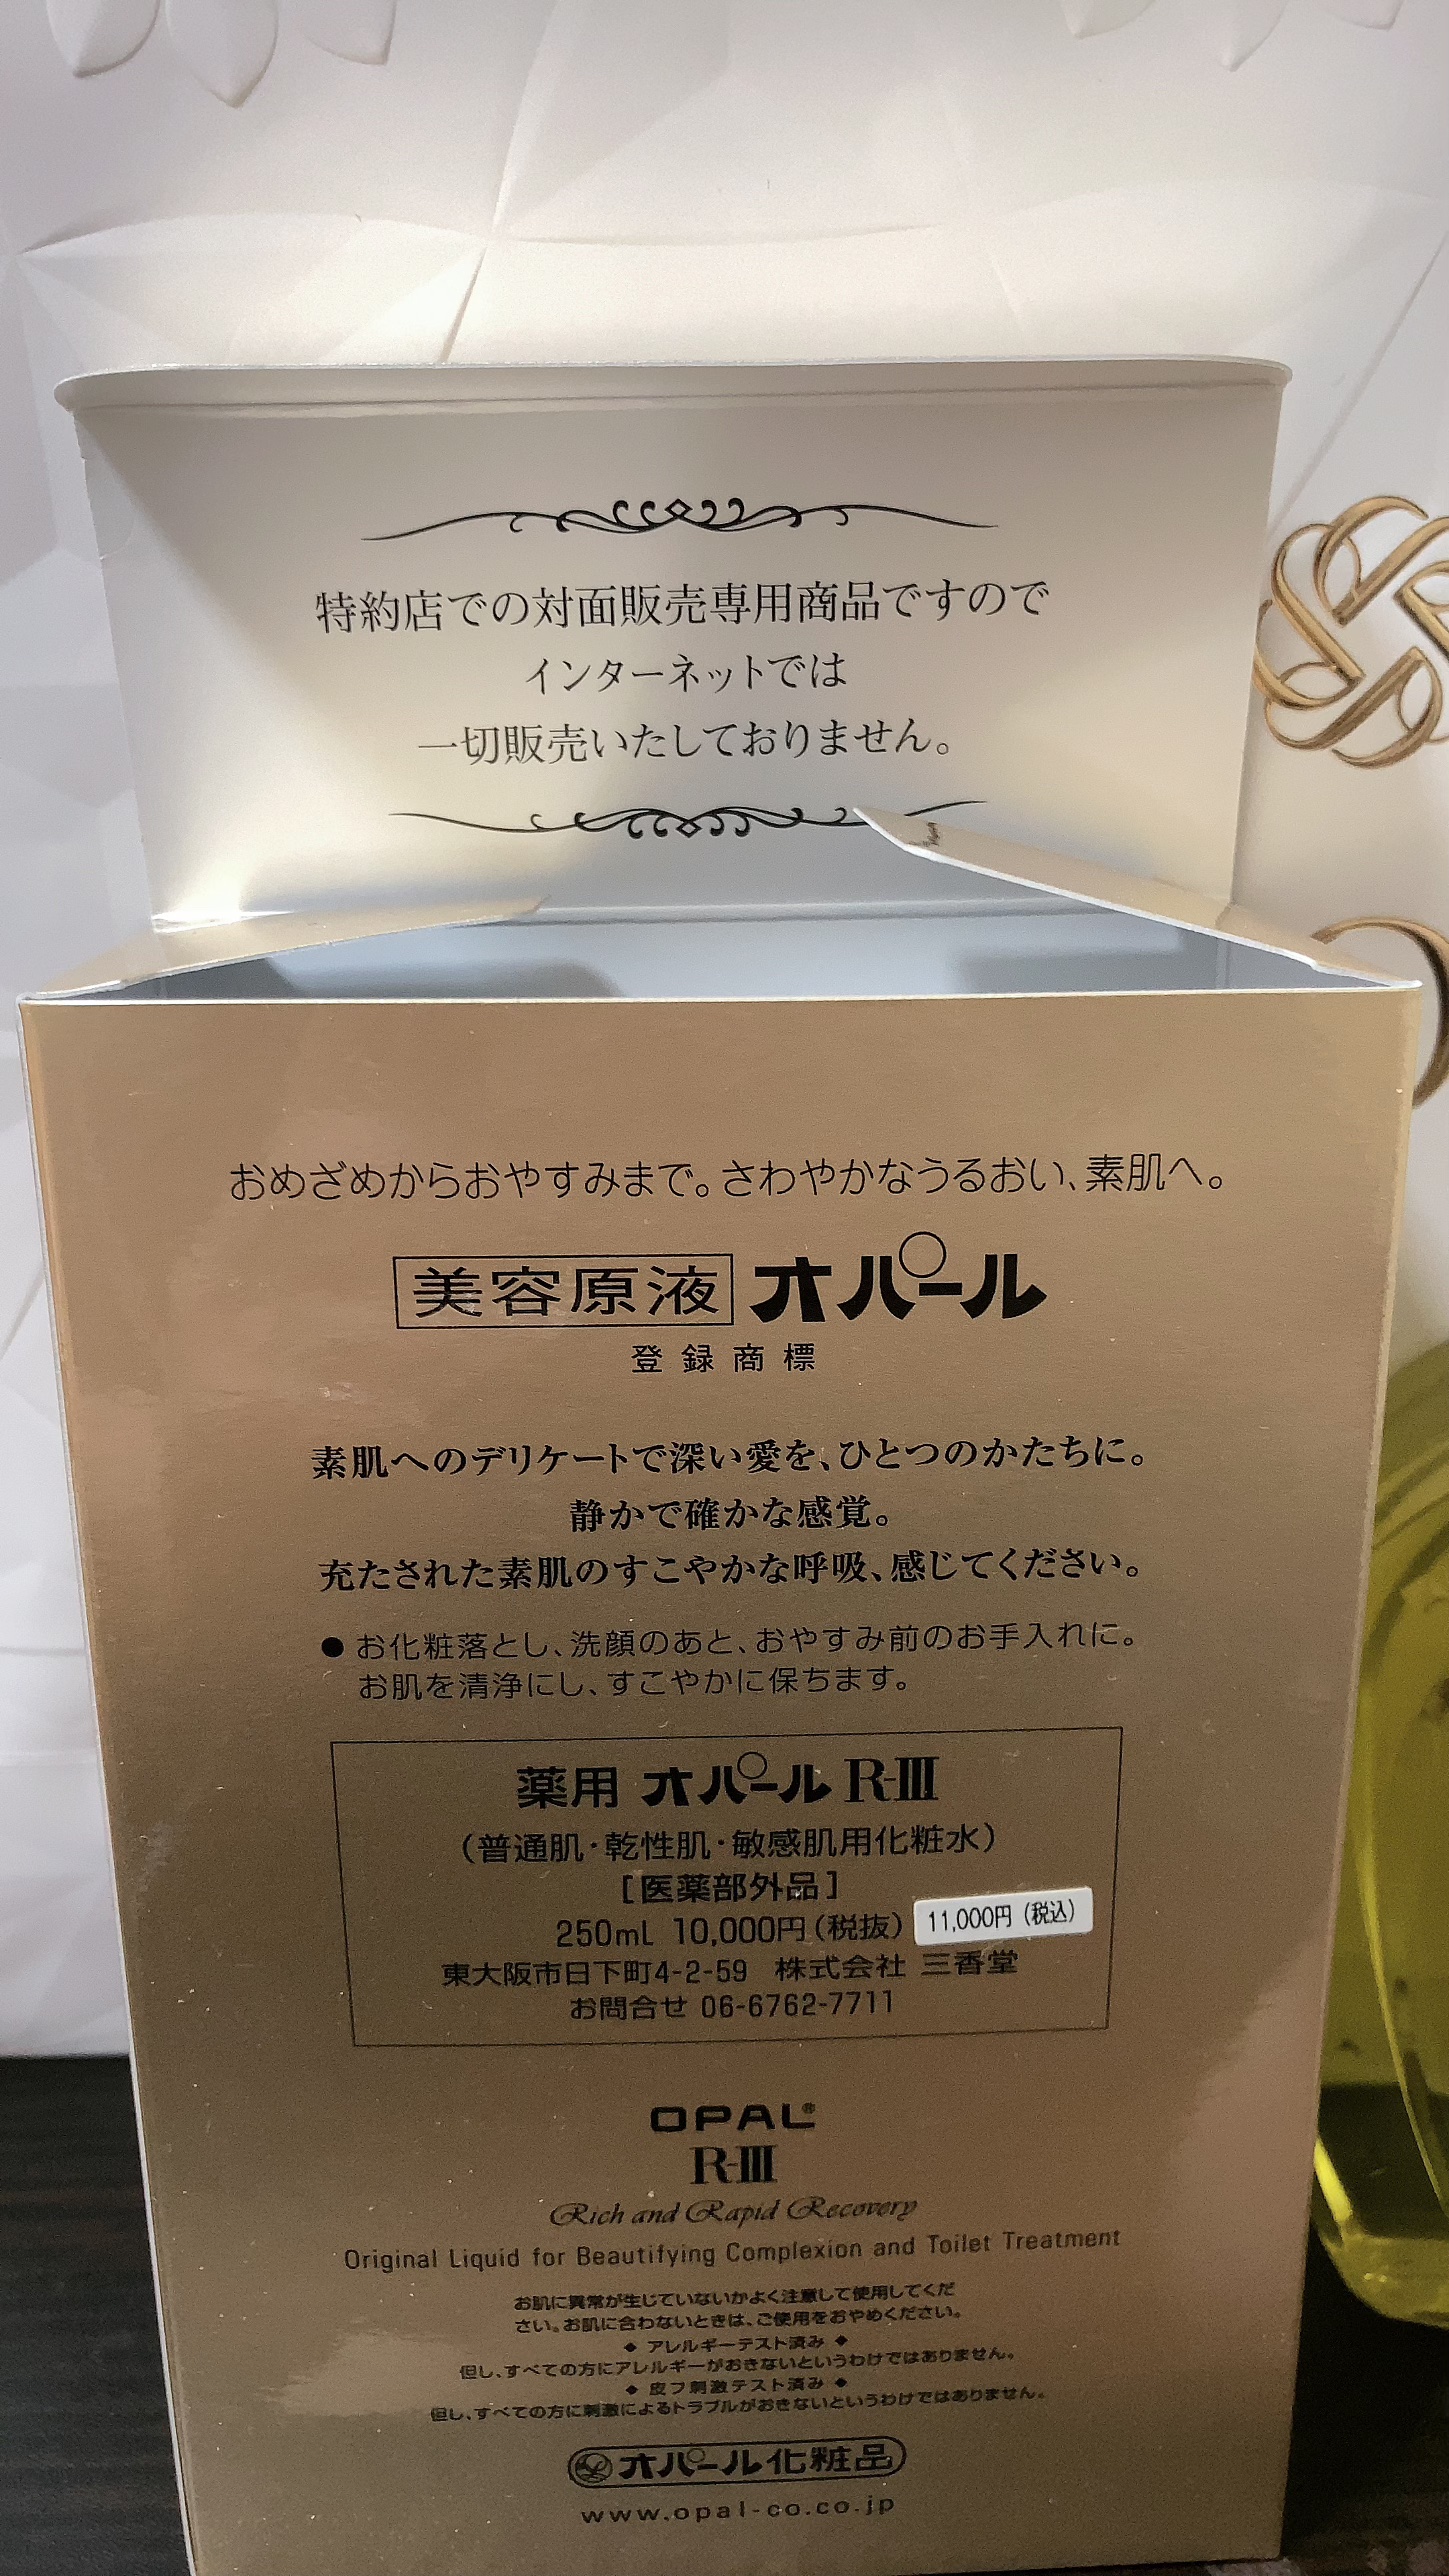 特約店での対面販売専用商品ですので
インターネットでは
一切販売いたしておりません。
おめざめからおやすみまで。さわやかなうるおい、素肌へ。
美容原液 オパール
登録商標
素肌へのデリケートで深い愛を、ひとつのかたちに。
静かで確かな感覚。
充たされた素肌のすこやかな呼吸、感じてください。
● お化粧落とし、洗顔のあと、おやすみ前のお手入れに。
お肌を清浄にし、すこやかに保ちます。
薬用 オパール R-III
（普通肌・乾性肌・敏感肌用化粧水）
［医薬部外品］
250mL 10,000円（税抜） 11,000円（税込）
東大阪市日下町4-2-59 株式会社 三香堂
お問合せ 06-6762-7711
OPAL®
R-III
Rich and Rapid Recovery
Original Liquid for Beautifying Complexion and Toilet Treatment
お肌に異常が生じていないかよく注意して使用してくだ
さい。お肌に合わないときは、ご使用をおやめください。
◆ アレルギーテスト済み ◆
但し、すべての方にアレルギーがおきないというわけではありません。
◆ 皮フ刺激テスト済み ◆
但し、すべての方に刺激によるトラブルがおきないというわけではありません。
オパール化粧品
www.opal-co.co.jp